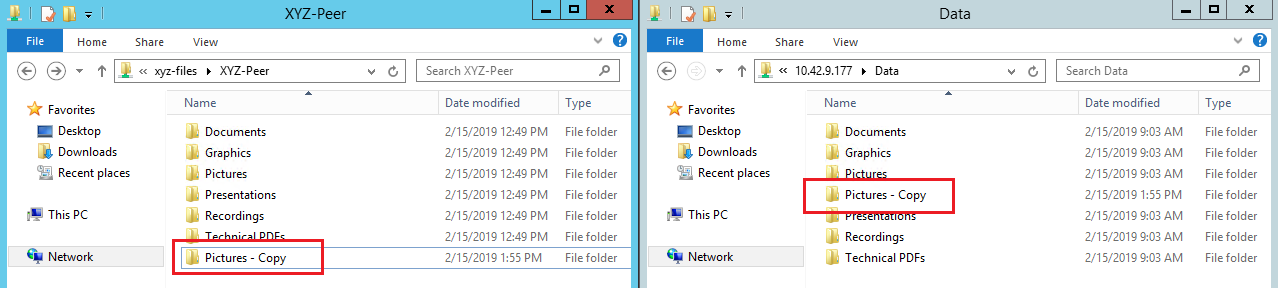 XYZ-Peer
File Home Share View
« xyz-files XYZ-Peer Search XYZ-Peer
Name Date modified Type
Favorites
Desktop
Downloads
Recent places
This PC
Network
Documents 2/15/2019 12:49 PM File folder
Graphics 2/15/2019 12:49 PM File folder
Pictures 2/15/2019 12:49 PM File folder
Presentations 2/15/2019 12:49 PM File folder
Recordings 2/15/2019 12:49 PM File folder
Technical PDFs 2/15/2019 12:49 PM File folder
Pictures - Copy 2/15/2019 1:55 PM File folder
Data
File Home Share View
« 10.42.9.177 Data Search Data
Name Date modified Type
Favorites
Desktop
Downloads
Recent places
This PC
Network
Documents 2/15/2019 9:03 AM File folder
Graphics 2/15/2019 9:03 AM File folder
Pictures 2/15/2019 9:03 AM File folder
Pictures - Copy 2/15/2019 1:55 PM File folder
Presentations 2/15/2019 9:03 AM File folder
Recordings 2/15/2019 9:03 AM File folder
Technical PDFs 2/15/2019 9:03 AM File folder